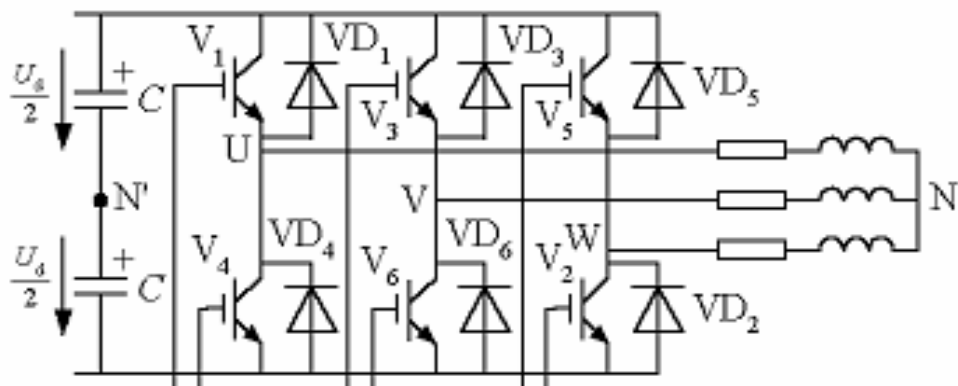 V₁
VD₁
VD₃
U_d/2
+
C
V₃
V₅
VD₅
U
N'
V
N
W
U_d/2
+
C
V₄
VD₄
V₆
VD₆
V₂
VD₂